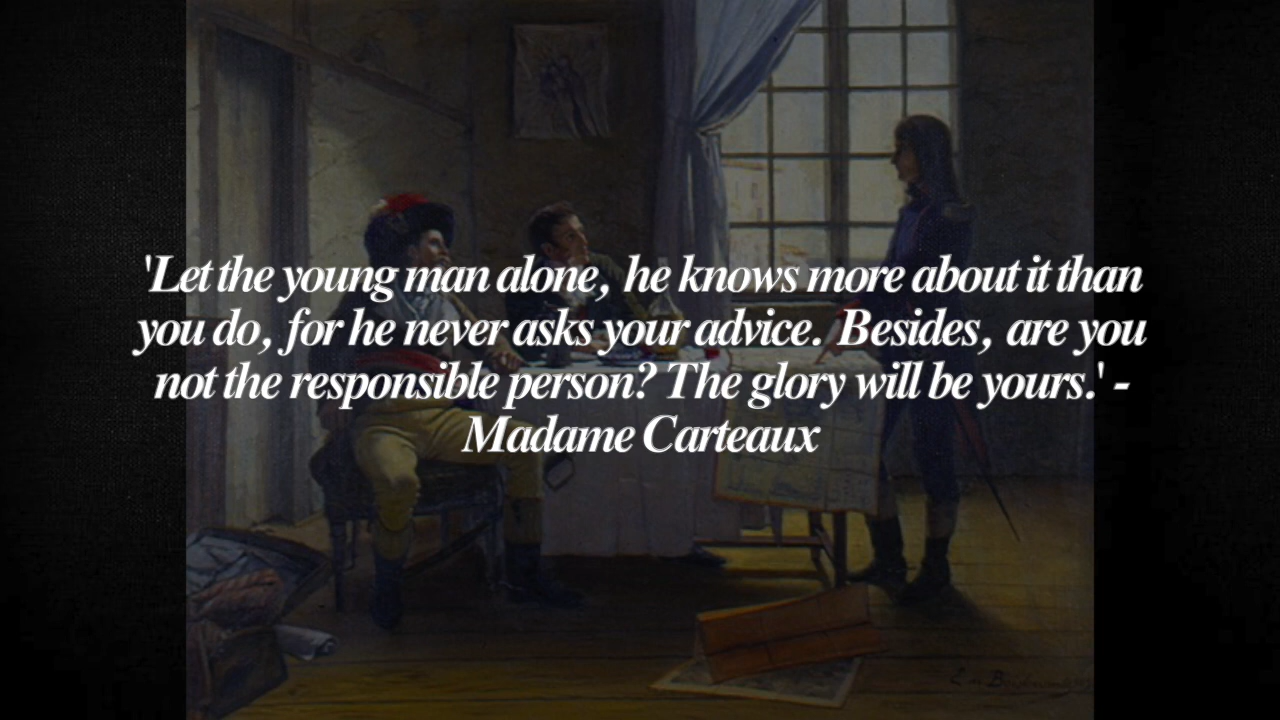 'Let the young man alone, he knows more about it than
you do, for he never asks your advice. Besides, are you
not the responsible person? The glory will be yours.' -
Madame Carteaux